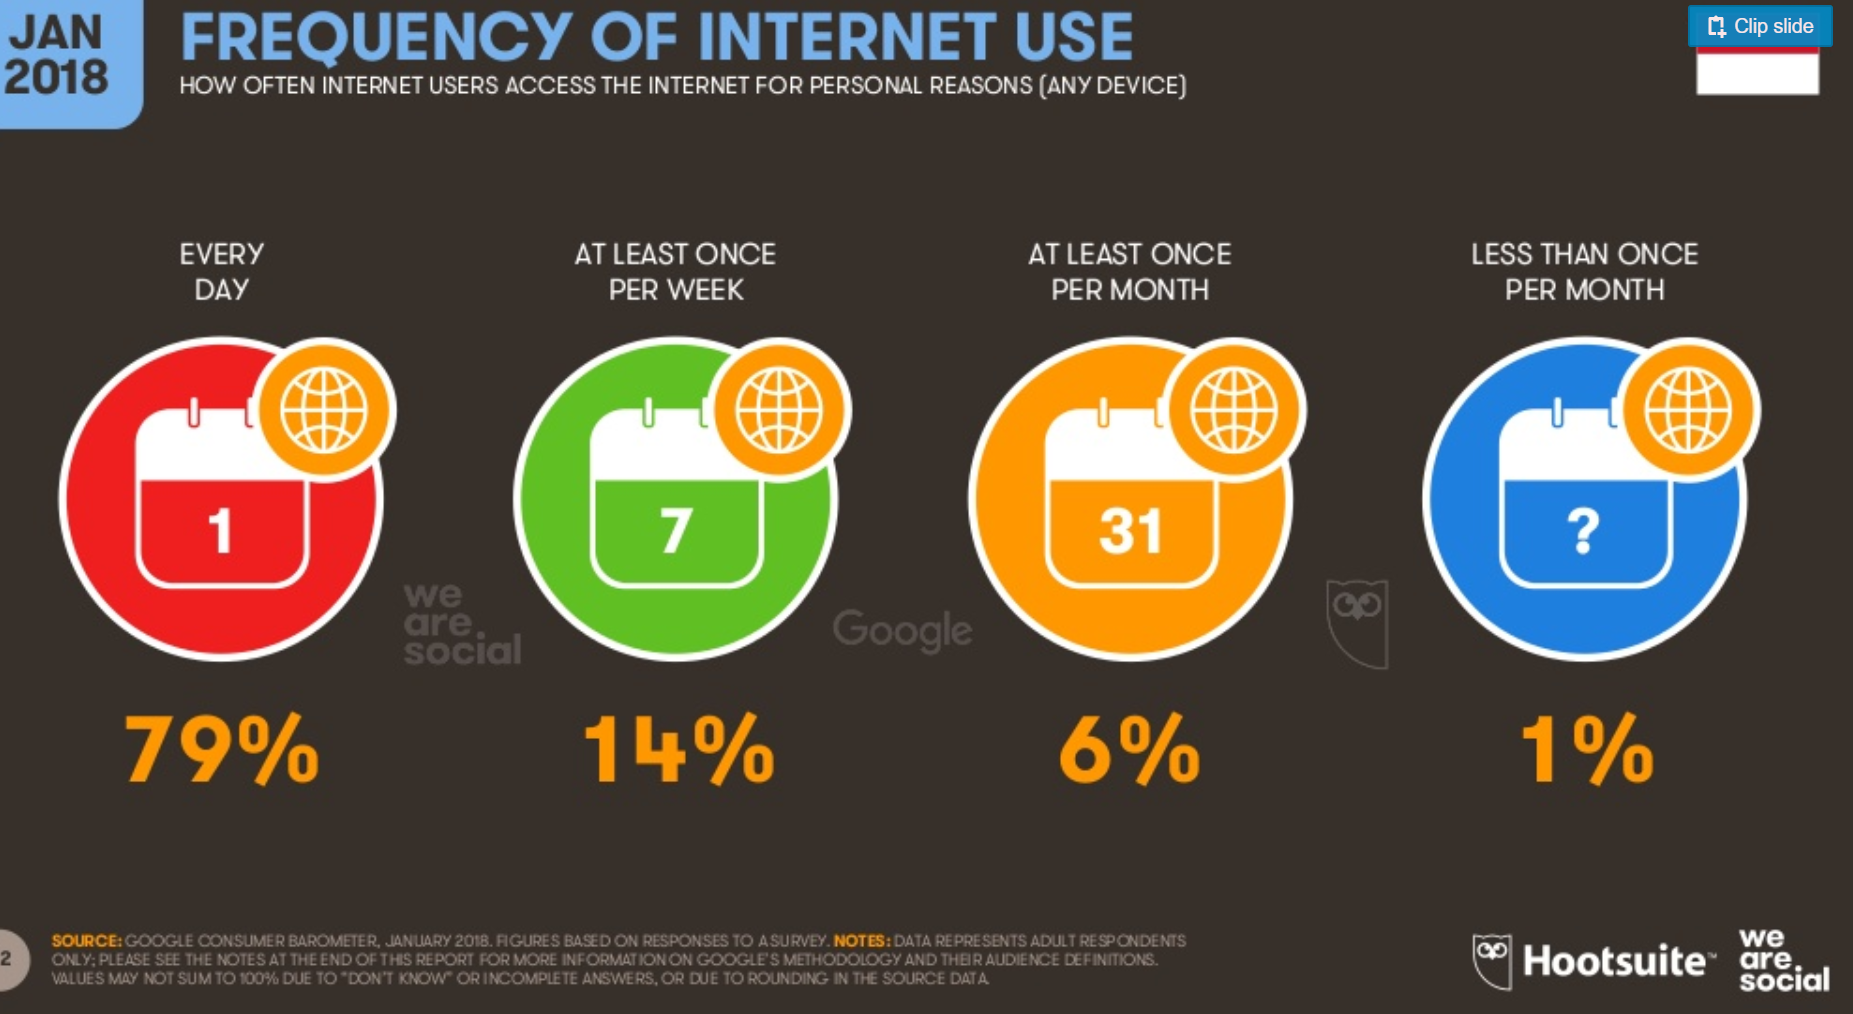 JAN
2018
FREQUENCY OF INTERNET USE
HOW OFTEN INTERNET USERS ACCESS THE INTERNET FOR PERSONAL REASONS (ANY DEVICE)
Clip slide
EVERY
DAY
AT LEAST ONCE
PER WEEK
AT LEAST ONCE
PER MONTH
LESS THAN ONCE
PER MONTH
1
7
31
?
we
are
social
Google
79%
14%
6%
1%
2
SOURCE: GOOGLE CONSUMER BAROMETER, JANUARY 2018. FIGURES BASED ON RESPONSES TO A SURVEY. NOTES: DATA REPRESENTS ADULT RESPONDENTS
ONLY; PLEASE SEE THE NOTES AT THE END OF THIS REPORT FOR MORE INFORMATION ON GOOGLE'S METHODOLOGY AND THEIR AUDIENCE DEFINITIONS.
VALUES MAY NOT SUM TO 100% DUE TO "DON'T KNOW" OR INCOMPLETE ANSWERS, OR DUE TO ROUNDING IN THE SOURCE DATA.
Hootsuite™
we
are
social